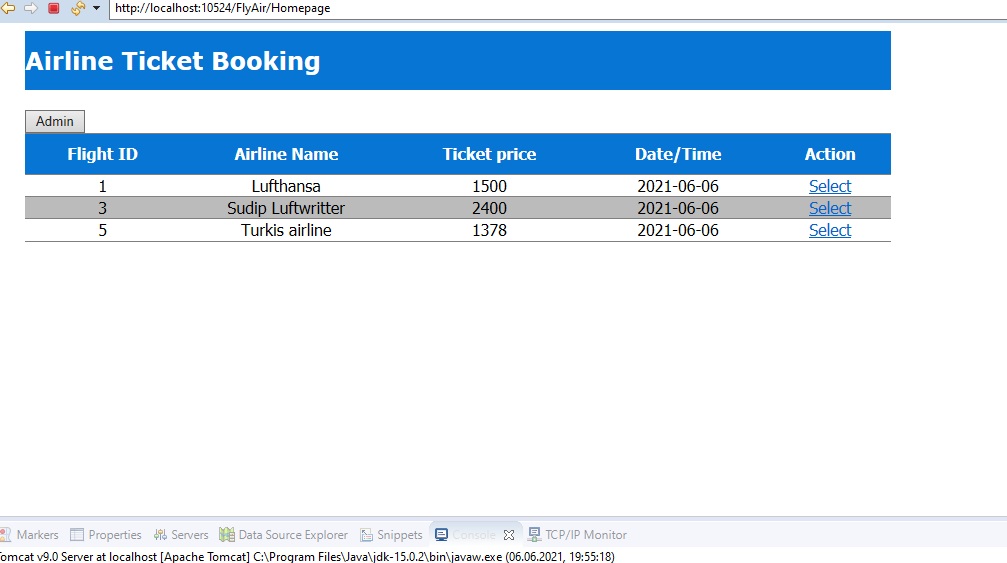 http://localhost:10524/FlyAir/Homepage
Airline Ticket Booking
Admin
Flight ID Airline Name Ticket price Date/Time Action
1 Lufthansa 1500 2021-06-06 Select
3 Sudip Luftwritter 2400 2021-06-06 Select
5 Turkis airline 1378 2021-06-06 Select
Markers Properties Servers Data Source Explorer Snippets Console TCP/IP Monitor
Tomcat v9.0 Server at localhost [Apache Tomcat] C:\Program Files\Java\jdk-15.0.2\bin\javaw.exe (06.06.2021, 19:55:18)